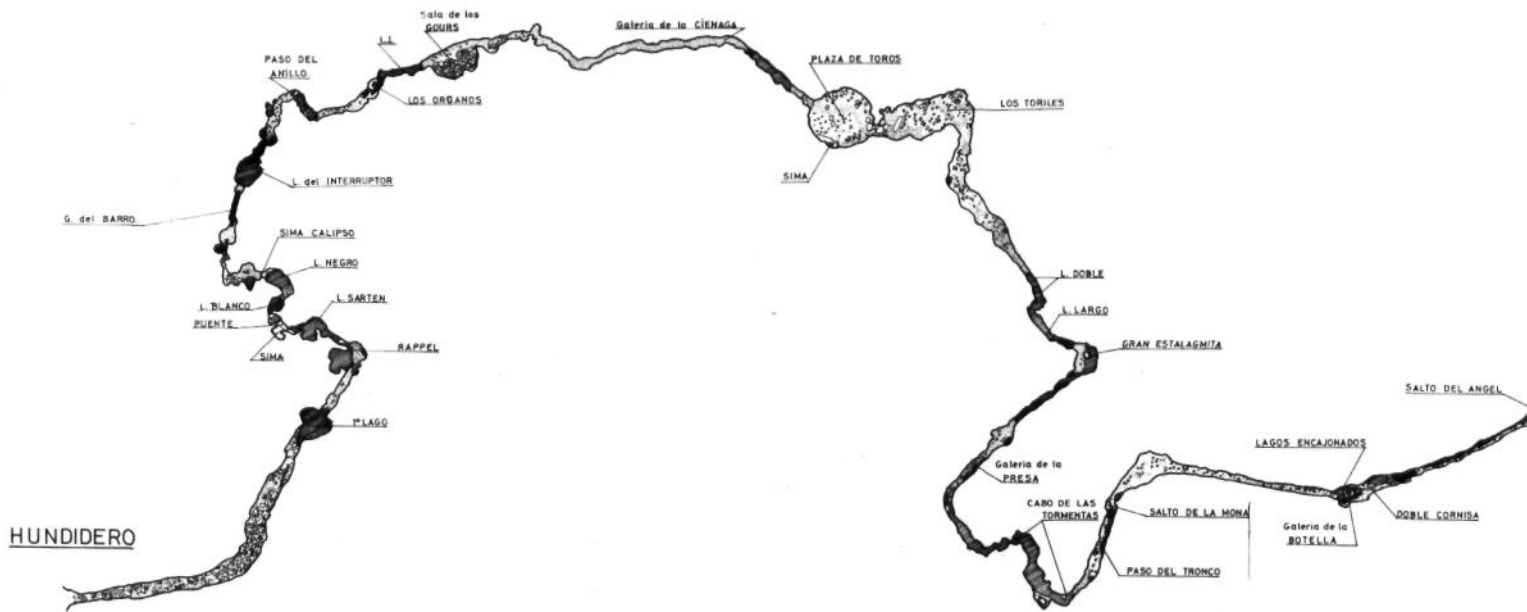 Sala de los
GOURS
L.L
Galeria de la CÍENAGA
PASO DEL
ANILLO
LOS ORGANOS
PLAZA DE TOROS
LOS TORILES
SIMA
L. del INTERRUPTOR
G. del BARRO
SIMA CALIPSO
L. NEGRO
L. BLANCO
L. SARTEN
PUENTE
SIMA
RAPPEL
1º LAGO
HUNDIDERO
L. DOBLE
L. LARGO
GRAN ESTALAGMITA
SALTO DEL ANGEL
LAGOS ENCAJONADOS
Galeria de la
PRESA
CABO DE LAS
TORMENTAS
SALTO DE LA MONA
DOBLE CORNISA
Galeria de la
BOTELLA
PASO DEL TRONCO